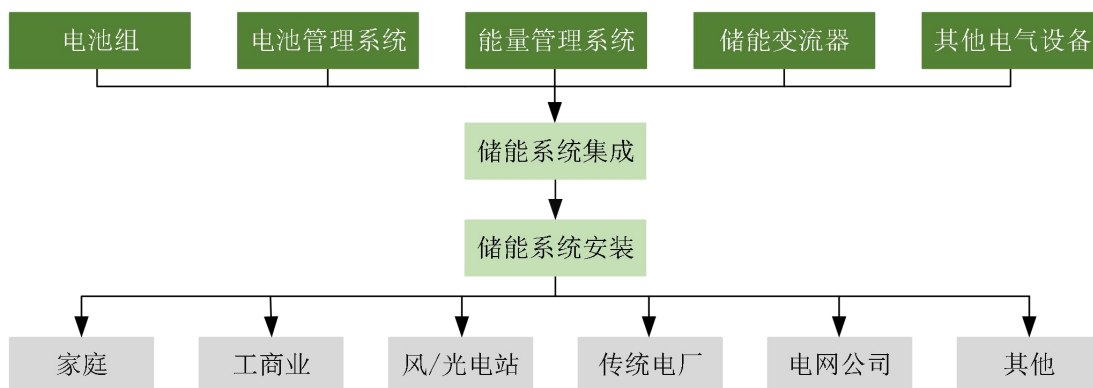 电池组
电池管理系统
能量管理系统
储能变流器
其他电气设备
储能系统集成
储能系统安装
家庭
工商业
风/光电站
传统电厂
电网公司
其他